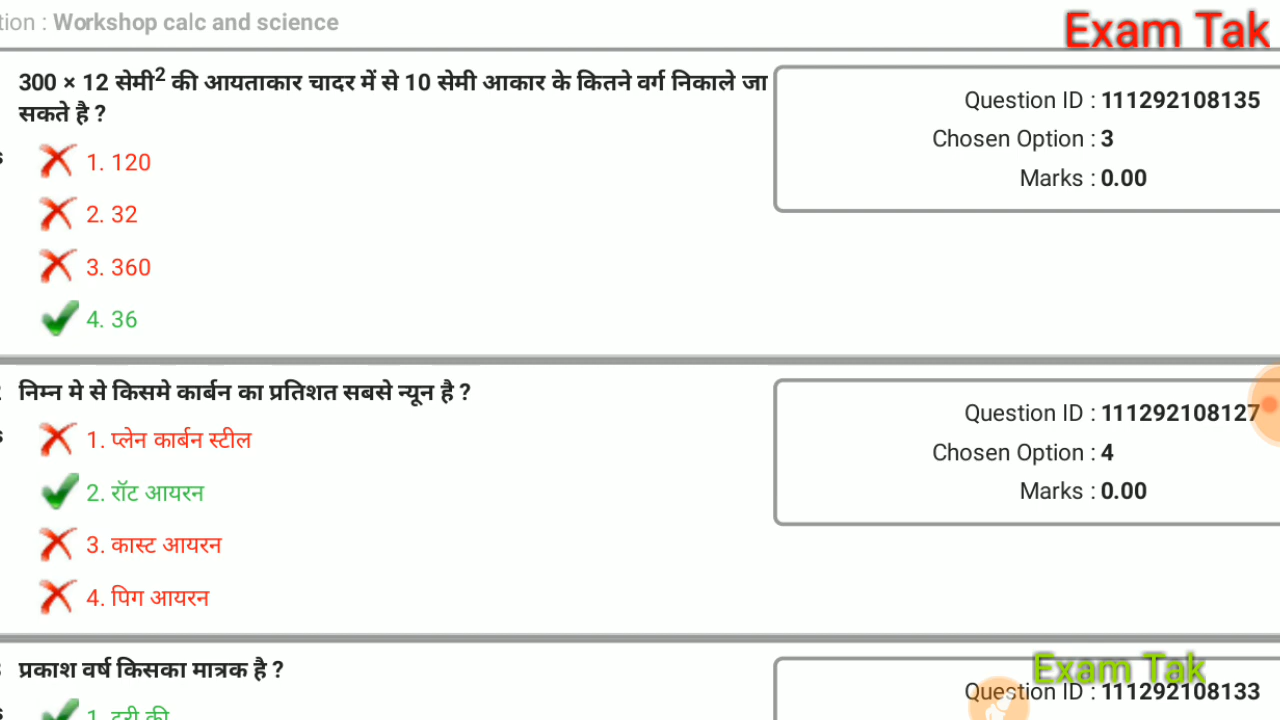 tion : Workshop calc and science
Exam Tak
300 × 12 सेमी² की आयताकार चादर में से 10 सेमी आकार के कितने वर्ग निकाले जा
सकते है ?
Question ID : 111292108135
Chosen Option : 3
Marks : 0.00
1. 120
2. 32
3. 360
4. 36
निम्न मे से किसमे कार्बन का प्रतिशत सबसे न्यून है ?
Question ID : 111292108127
Chosen Option : 4
Marks : 0.00
1. प्लेन कार्बन स्टील
2. रॉट आयरन
3. कास्ट आयरन
4. पिग आयरन
प्रकाश वर्ष किसका मात्रक है ?
Exam Tak
Question ID : 111292108133
1. दूरी की